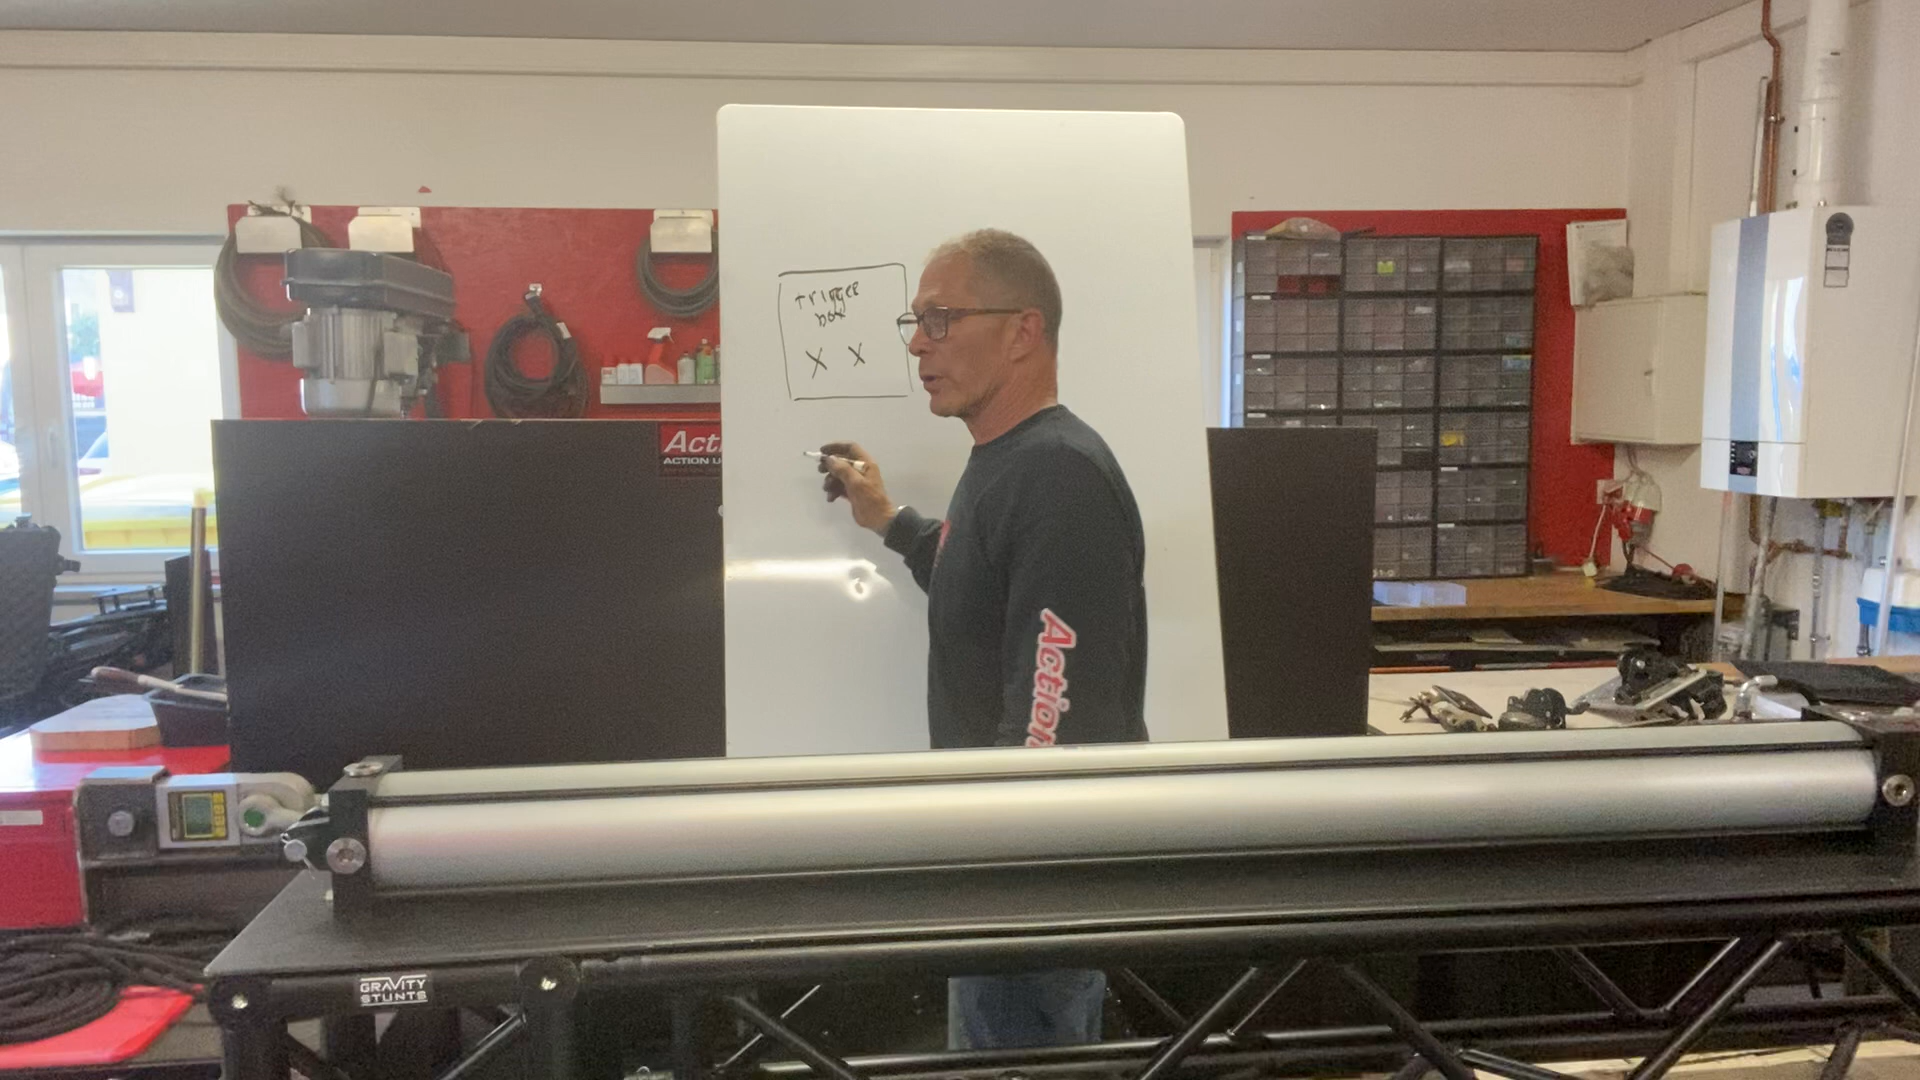 Trigger
box
X X
Acti
ACTION U
Action
GRAVITY
STUNTS